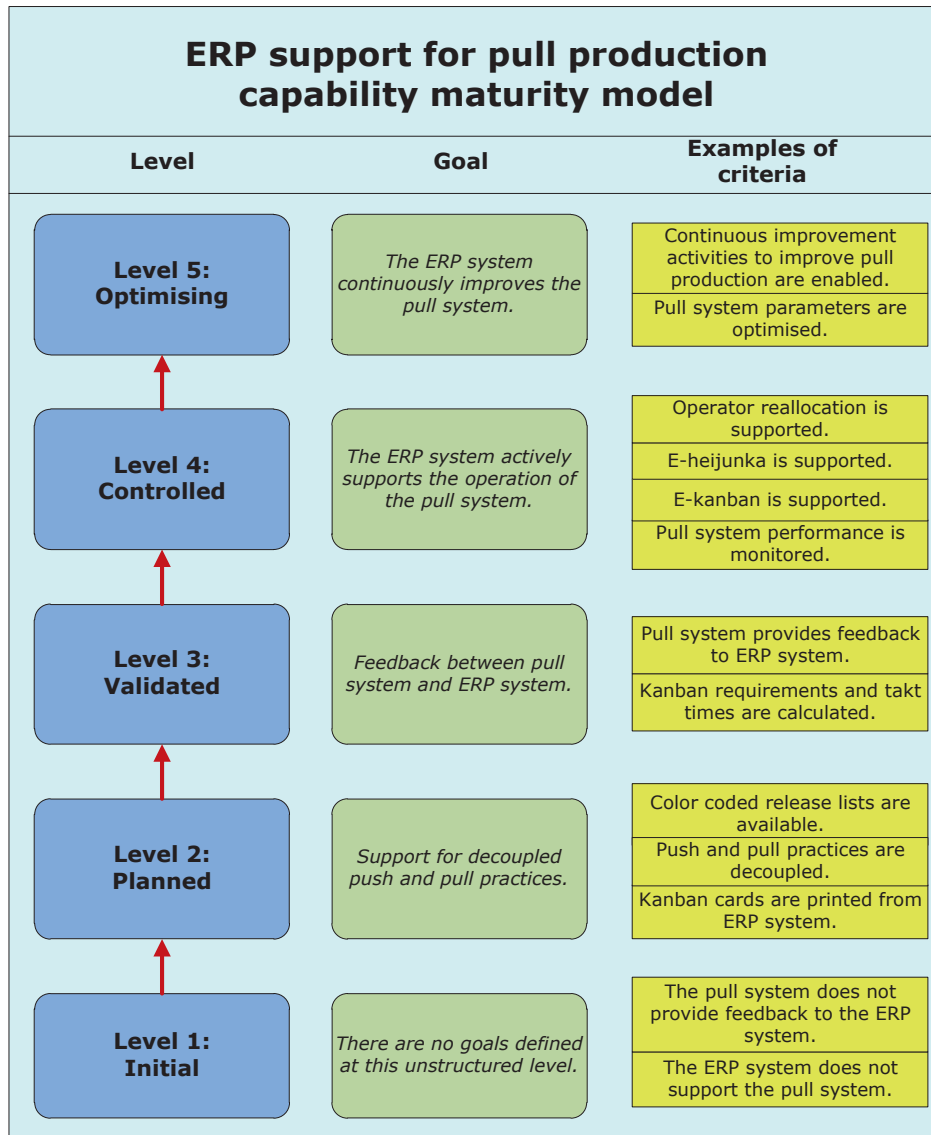 ERP support for pull production
capability maturity model
Level
Goal
Examples of
criteria
Level 5:
Optimising
The ERP system
continuously improves the
pull system.
Continuous improvement
activities to improve pull
production are enabled.
Pull system parameters are
optimised.
Level 4:
Controlled
The ERP system actively
supports the operation of
the pull system.
Operator reallocation is
supported.
E-heijunka is supported.
E-kanban is supported.
Pull system performance is
monitored.
Level 3:
Validated
Feedback between pull
system and ERP system.
Pull system provides feedback
to ERP system.
Kanban requirements and takt
times are calculated.
Level 2:
Planned
Support for decoupled
push and pull practices.
Color coded release lists are
available.
Push and pull practices are
decoupled.
Kanban cards are printed from
ERP system.
Level 1:
Initial
There are no goals defined
at this unstructured level.
The pull system does not
provide feedback to the ERP
system.
The ERP system does not
support the pull system.